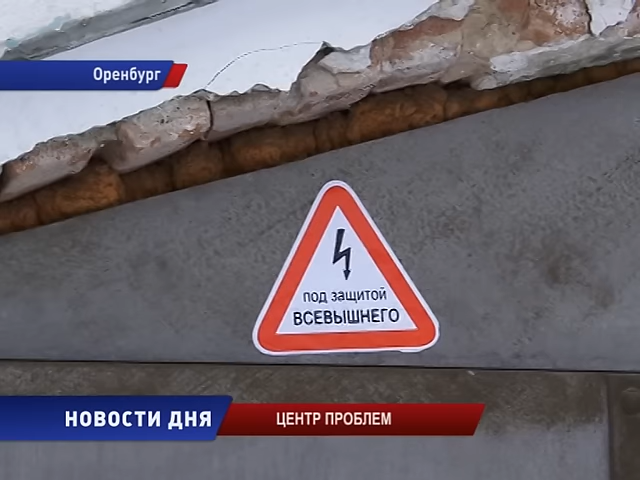 Оренбург
под защитой
ВСЕВЫШНЕГО
НОВОСТИ ДНЯ
ЦЕНТР ПРОБЛЕМ